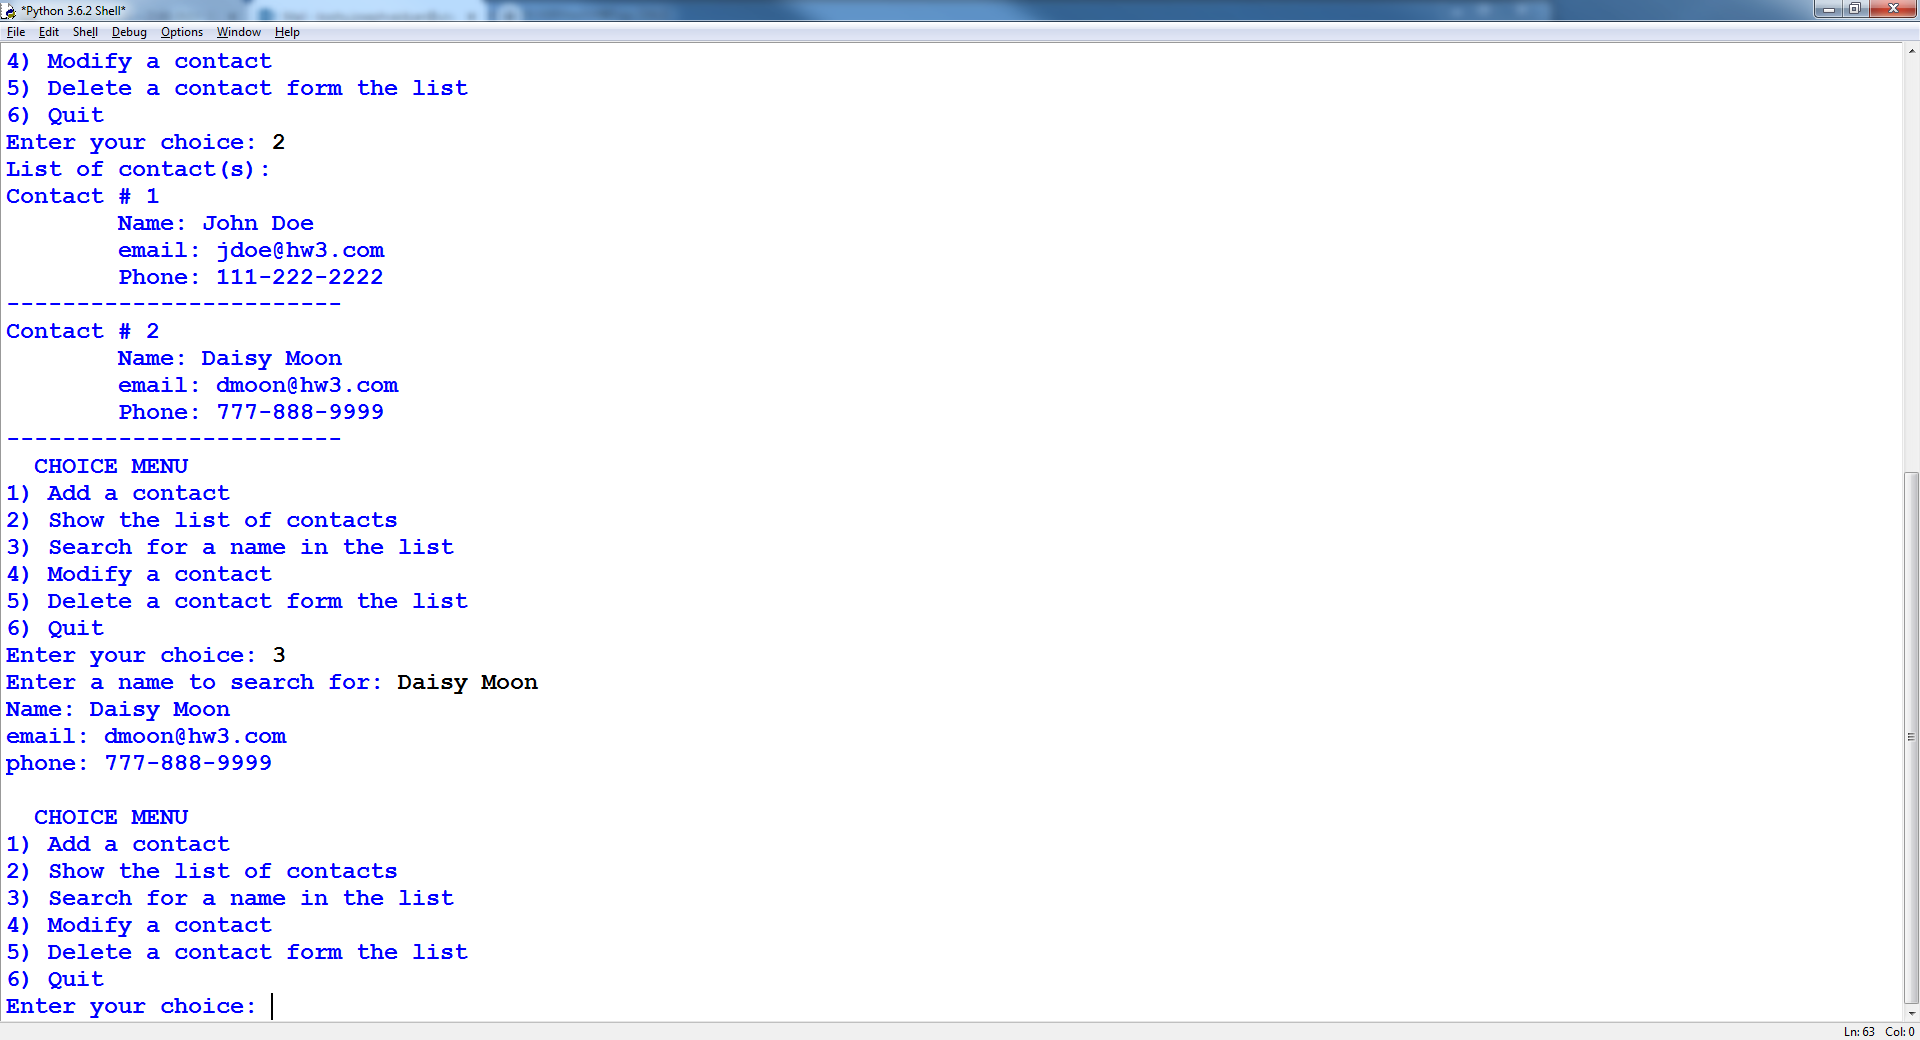 *Python 3.6.2 Shell*
File Edit Shell Debug Options Window Help
4) Modify a contact
5) Delete a contact form the list
6) Quit
Enter your choice: 2
List of contact(s):
Contact # 1
        Name: John Doe
        email: jdoe@hw3.com
        Phone: 111-222-2222
------------------------
Contact # 2
        Name: Daisy Moon
        email: dmoon@hw3.com
        Phone: 777-888-9999
------------------------
  CHOICE MENU
1) Add a contact
2) Show the list of contacts
3) Search for a name in the list
4) Modify a contact
5) Delete a contact form the list
6) Quit
Enter your choice: 3
Enter a name to search for: Daisy Moon
Name: Daisy Moon
email: dmoon@hw3.com
phone: 777-888-9999
  CHOICE MENU
1) Add a contact
2) Show the list of contacts
3) Search for a name in the list
4) Modify a contact
5) Delete a contact form the list
6) Quit
Enter your choice:
Ln: 63 Col: 0